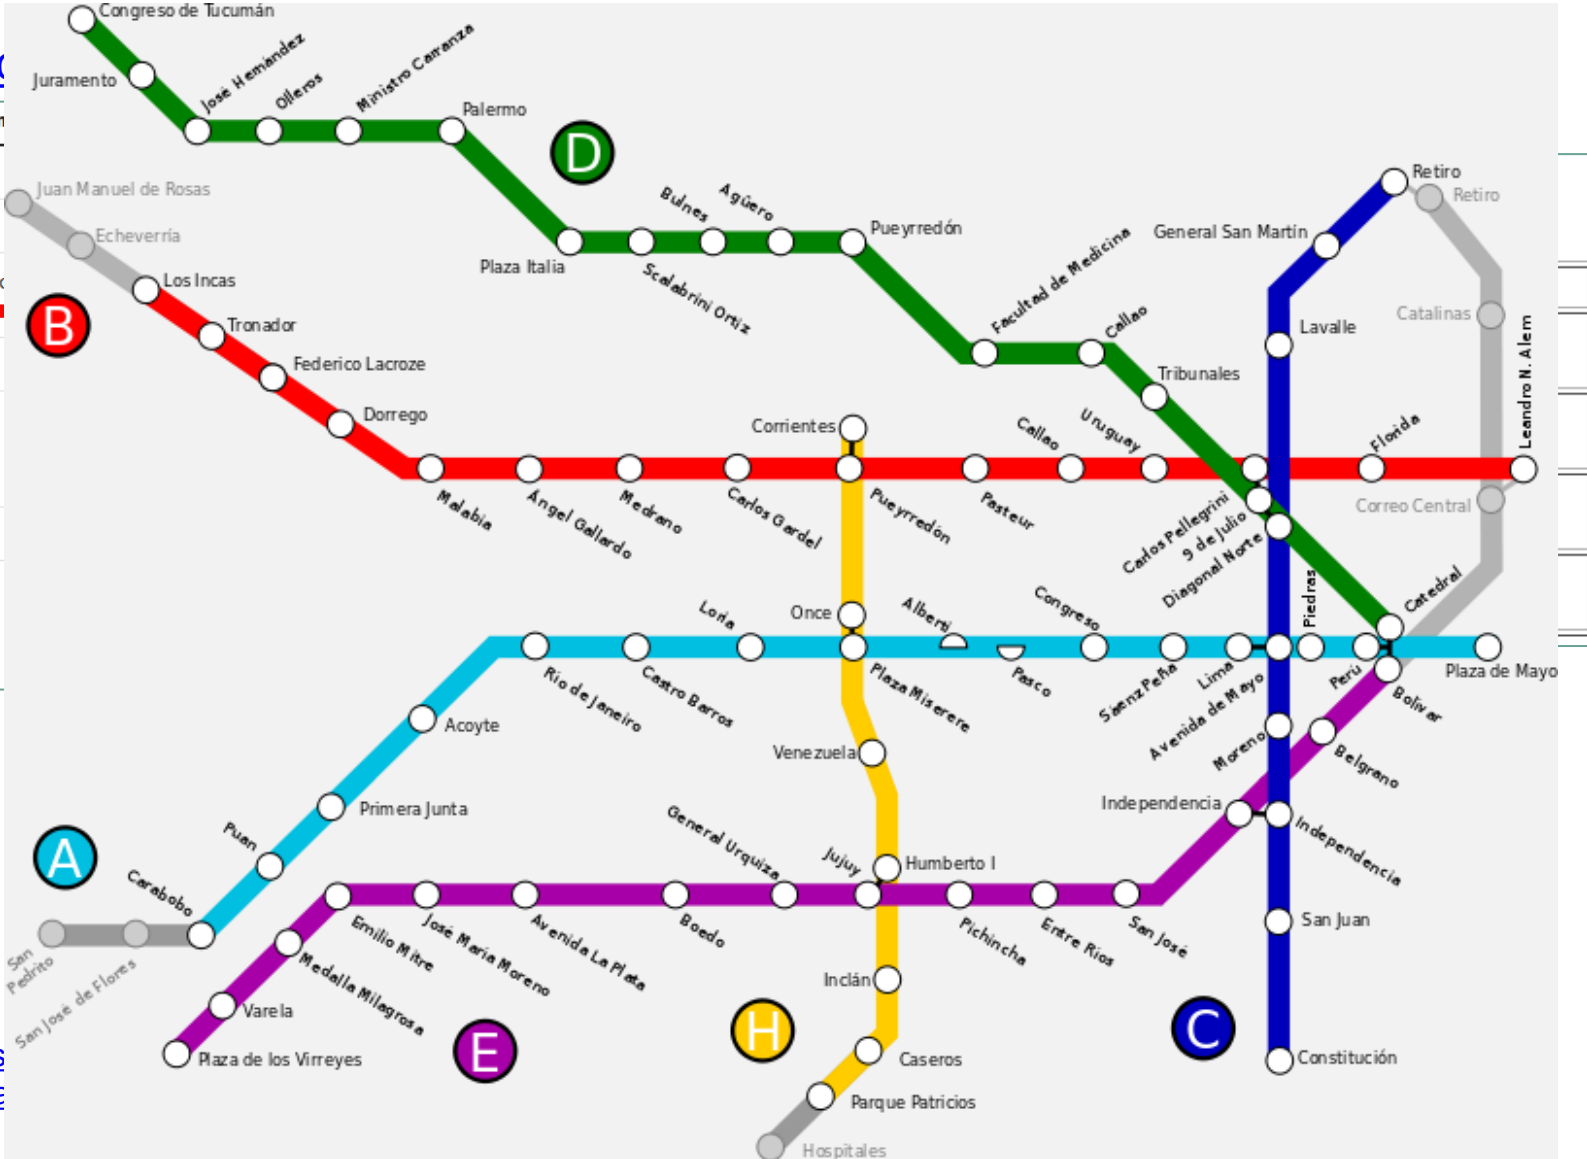 Congreso de Tucumán
Juramento
José Hernández
Olleros
Ministro Carranza
Palermo
D
Plaza Italia
Scalabrini Ortiz
Bulnes
Agüero
Pueyrredón
Facultad de Medicina
Callao
Tribunales
9 de Julio
Catedral
Juan Manuel de Rosas
Echeverría
Los Incas
B
Tronador
Federico Lacroze
Dorrego
Malabia
Ángel Gallardo
Medrano
Carlos Gardel
Pueyrredón
Pasteur
Callao
Uruguay
Carlos Pellegrini
Florida
Leandro N. Alem
Retiro
General San Martín
Lavalle
Diagonal Norte
Avenida de Mayo
Moreno
Independencia
San Juan
Constitución
C
Retiro
Catalinas
Correo Central
Corrientes
Once
Venezuela
Humberto I
Inclán
Caseros
Parque Patricios
Hospitales
H
San
Pedrito
San José de Flores
Carabobo
A
Puan
Primera Junta
Acoyte
Río de Janeiro
Castro Barros
Loria
Plaza Miserere
Alberti
Pasco
Congreso
Sáenz Peña
Lima
Piedras
Perú
Plaza de Mayo
Bolívar
Belgrano
Independencia
San José
Entre Ríos
Pichincha
Jujuy
General Urquiza
Boedo
Avenida La Plata
José María Moreno
Emilio Mitre
Medalla Milagrosa
Varela
Plaza de los Virreyes
E